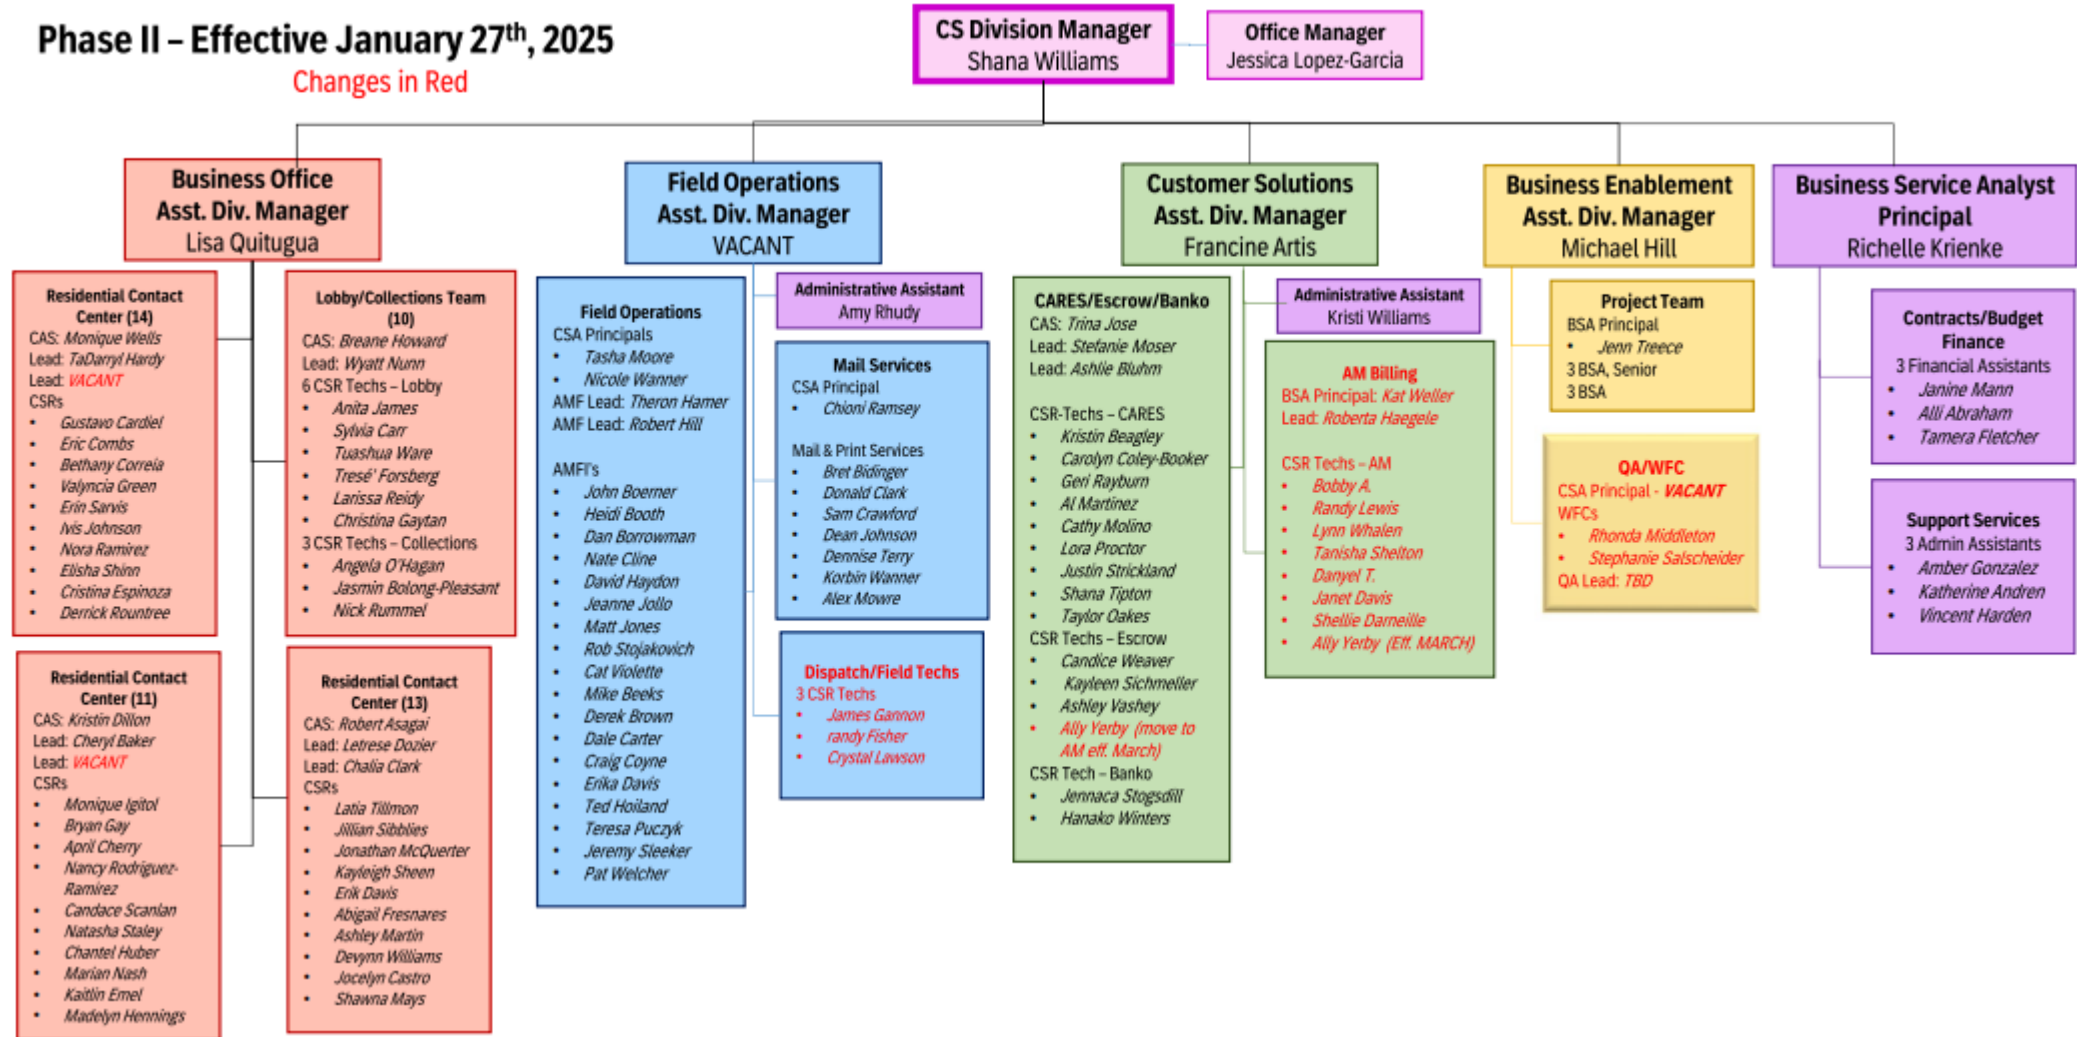 Phase II – Effective January 27th, 2025
Changes in Red
CS Division Manager
Shana Williams
Office Manager
Jessica Lopez-Garcia
Business Office
Asst. Div. Manager
Lisa Quitugua
Residential Contact
Center (14)
CAS: Monique Wells
Lead: TaDarryl Hardy
Lead: VACANT
CSRs
• Gustavo Cardiel
• Eric Combs
• Bethany Correia
• Valyncia Green
• Erin Sarvis
• Ivis Johnson
• Nora Ramirez
• Elisha Shinn
• Cristina Espinoza
• Derrick Rountree
Lobby/Collections Team
(10)
CAS: Breane Howard
Lead: Wyatt Nunn
6 CSR Techs – Lobby
• Anita James
• Sylvia Carr
• Tuashua Ware
• Tresé' Forsberg
• Larissa Reidy
• Christina Gaytan
3 CSR Techs – Collections
• Angela O'Hagan
• Jasmin Bolong-Pleasant
• Nick Rummel
Residential Contact
Center (11)
CAS: Kristin Dillon
Lead: Cheryl Baker
Lead: VACANT
CSRs
• Monique Igitol
• Bryan Gay
• April Cherry
• Nancy Rodriguez-
Ramirez
• Candace Scanlan
• Natasha Staley
• Chantel Huber
• Marian Nash
• Kaitlin Emel
• Madelyn Hennings
Residential Contact
Center (13)
CAS: Robert Asagai
Lead: Letrese Dozier
Lead: Chalia Clark
CSRs
• Latia Tillmon
• Jillian Sibblies
• Jonathan McQuerter
• Kayleigh Sheen
• Erik Davis
• Abigail Fresnares
• Ashley Martin
• Devynn Williams
• Jocelyn Castro
• Shawna Mays
Field Operations
Asst. Div. Manager
VACANT
Field Operations
CSA Principals
• Tasha Moore
• Nicole Wanner
AMF Lead: Theron Hamer
AMF Lead: Robert Hill
AMFI's
• John Boerner
• Heidi Booth
• Dan Borrowman
• Nate Cline
• David Haydon
• Jeanne Jollo
• Matt Jones
• Rob Stojakovich
• Cat Violette
• Mike Beeks
• Derek Brown
• Dale Carter
• Craig Coyne
• Erika Davis
• Ted Hoiland
• Teresa Puczyk
• Jeremy Sleeker
• Pat Welcher
Administrative Assistant
Amy Rhudy
Mail Services
CSA Principal
• Chioni Ramsey
Mail & Print Services
• Bret Bidinger
• Donald Clark
• Sam Crawford
• Dean Johnson
• Dennise Terry
• Korbin Wanner
• Alex Mowre
Dispatch/Field Techs
3 CSR Techs
• James Gannon
• randy Fisher
• Crystal Lawson
Customer Solutions
Asst. Div. Manager
Francine Artis
CARES/Escrow/Banko
CAS: Trina Jose
Lead: Stefanie Moser
Lead: Ashlie Bluhm
CSR-Techs – CARES
• Kristin Beagley
• Carolyn Coley-Booker
• Geri Rayburn
• Al Martinez
• Cathy Molino
• Lora Proctor
• Justin Strickland
• Shana Tipton
• Taylor Oakes
CSR Techs – Escrow
• Candice Weaver
• Kayleen Sichmeller
• Ashley Vashey
• Ally Yerby (move to
AM eff. March)
CSR Tech – Banko
• Jennaca Stogsdill
• Hanako Winters
Administrative Assistant
Kristi Williams
AM Billing
BSA Principal: Kat Weller
Lead: Roberta Haegele
CSR Techs – AM
• Bobby A.
• Randy Lewis
• Lynn Whalen
• Tanisha Shelton
• Danyel T.
• Janet Davis
• Shellie Darneille
• Ally Yerby (Eff. MARCH)
Business Enablement
Asst. Div. Manager
Michael Hill
Project Team
BSA Principal
• Jenn Treece
3 BSA, Senior
3 BSA
QA/WFC
CSA Principal - VACANT
WFCs
• Rhonda Middleton
• Stephanie Salscheider
QA Lead: TBD
Business Service Analyst
Principal
Richelle Krienke
Contracts/Budget
Finance
3 Financial Assistants
• Janine Mann
• Alli Abraham
• Tamera Fletcher
Support Services
3 Admin Assistants
• Amber Gonzalez
• Katherine Andren
• Vincent Harden